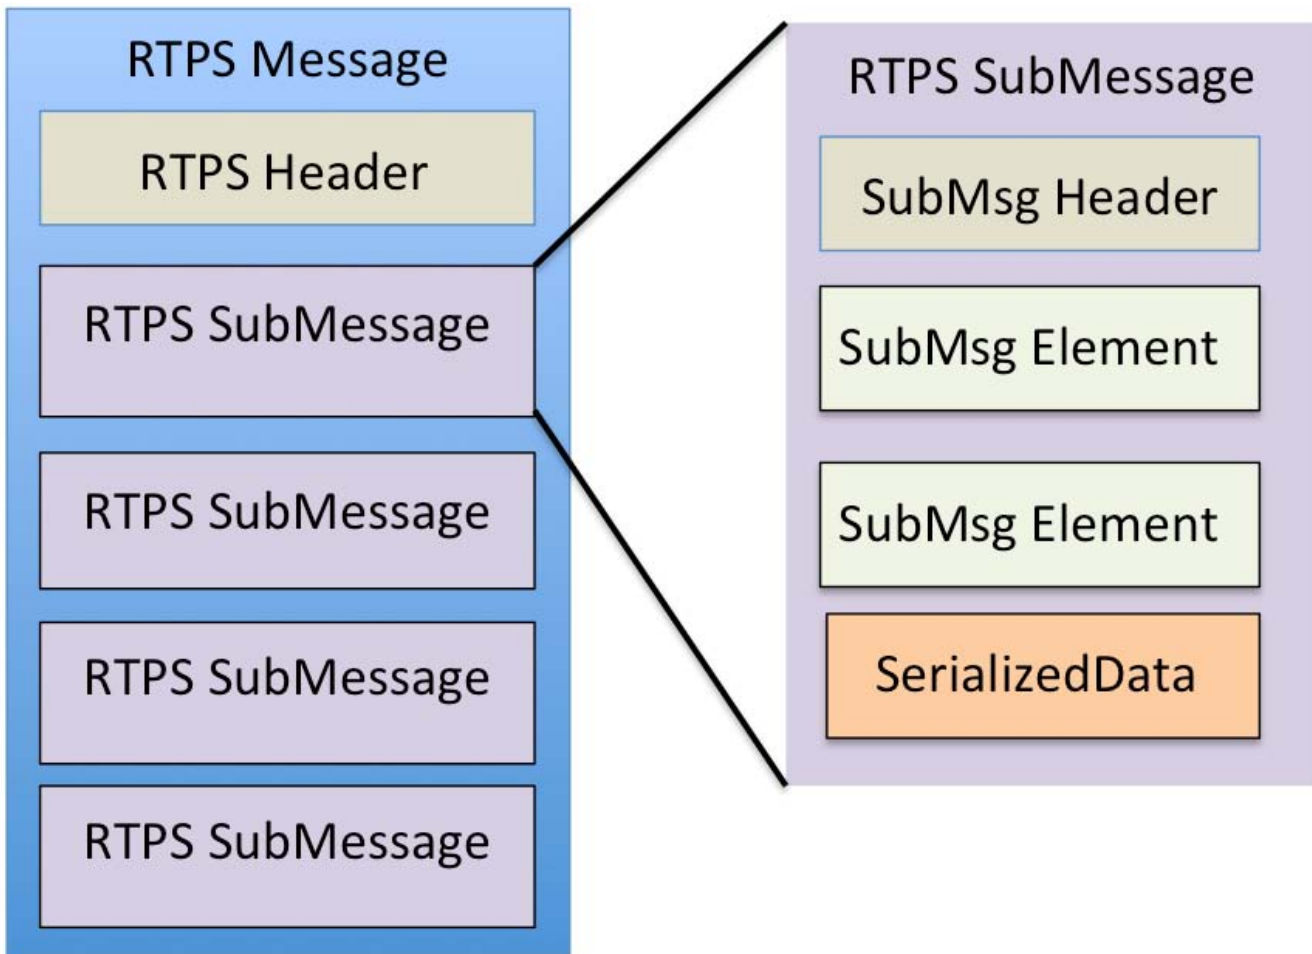 RTPS Message
RTPS Header
RTPS SubMessage
RTPS SubMessage
RTPS SubMessage
RTPS SubMessage
RTPS SubMessage
SubMsg Header
SubMsg Element
SubMsg Element
SerializedData